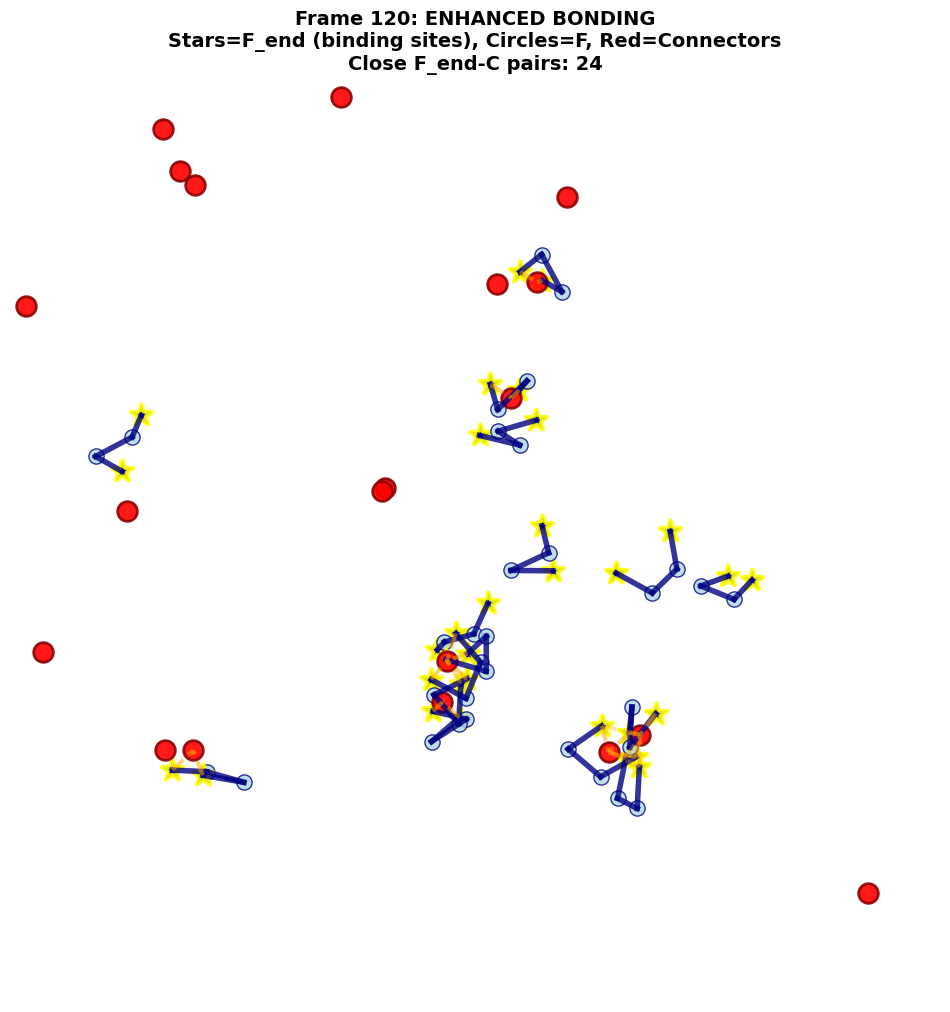 Frame 120: ENHANCED BONDING
Stars=F_end (binding sites), Circles=F, Red=Connectors
Close F_end-C pairs: 24